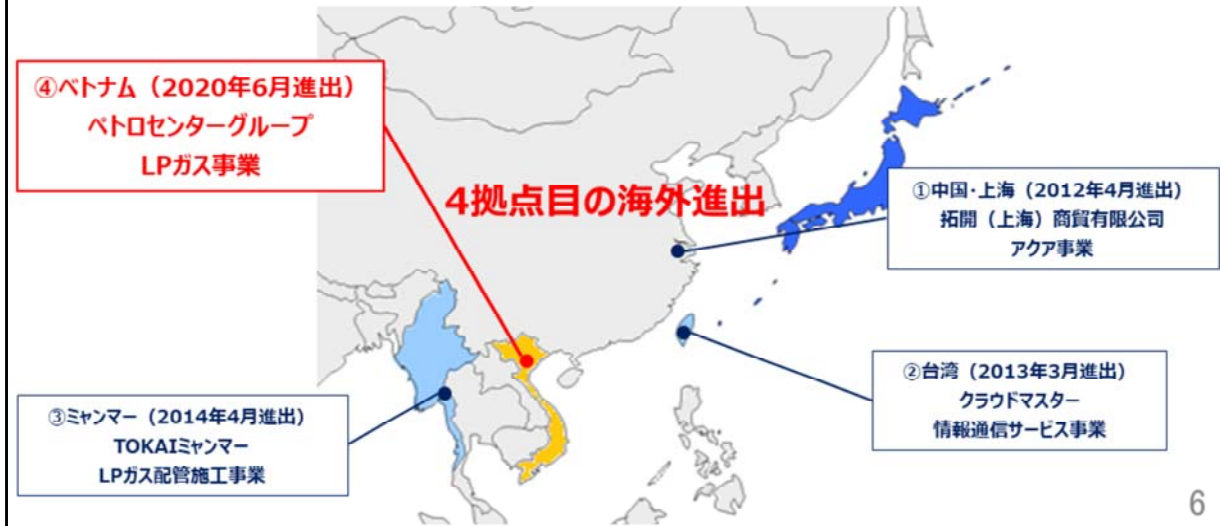 ④ベトナム（2020年6月進出）
ペトロセンターグループ
LPガス事業
4拠点目の海外進出
①中国・上海（2012年4月進出）
拓開（上海）商貿有限公司
アクア事業
②台湾（2013年3月進出）
クラウドマスター
情報通信サービス事業
③ミャンマー（2014年4月進出）
TOKAIミャンマー
LPガス配管施工事業
6